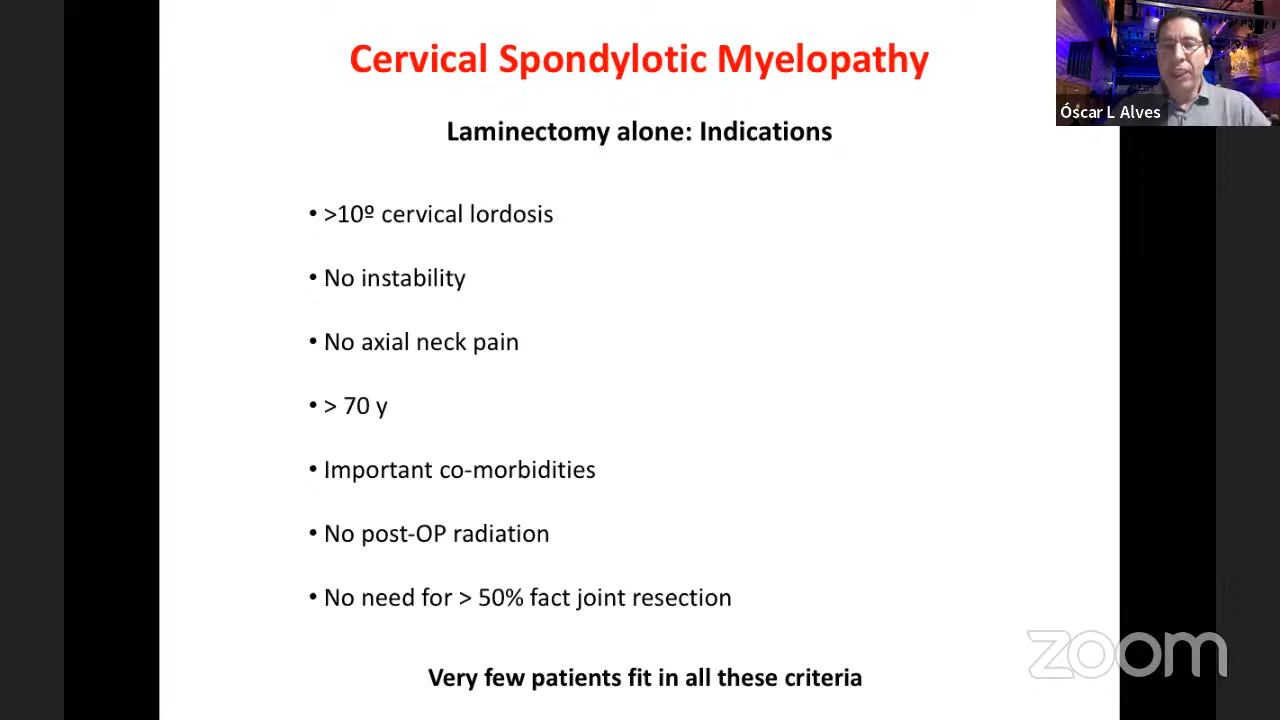 Cervical Spondylotic Myelopathy
Óscar L Alves
Laminectomy alone: Indications
• >10º cervical lordosis
• No instability
• No axial neck pain
• > 70 y
• Important co-morbidities
• No post-OP radiation
• No need for > 50% fact joint resection
zoom
Very few patients fit in all these criteria